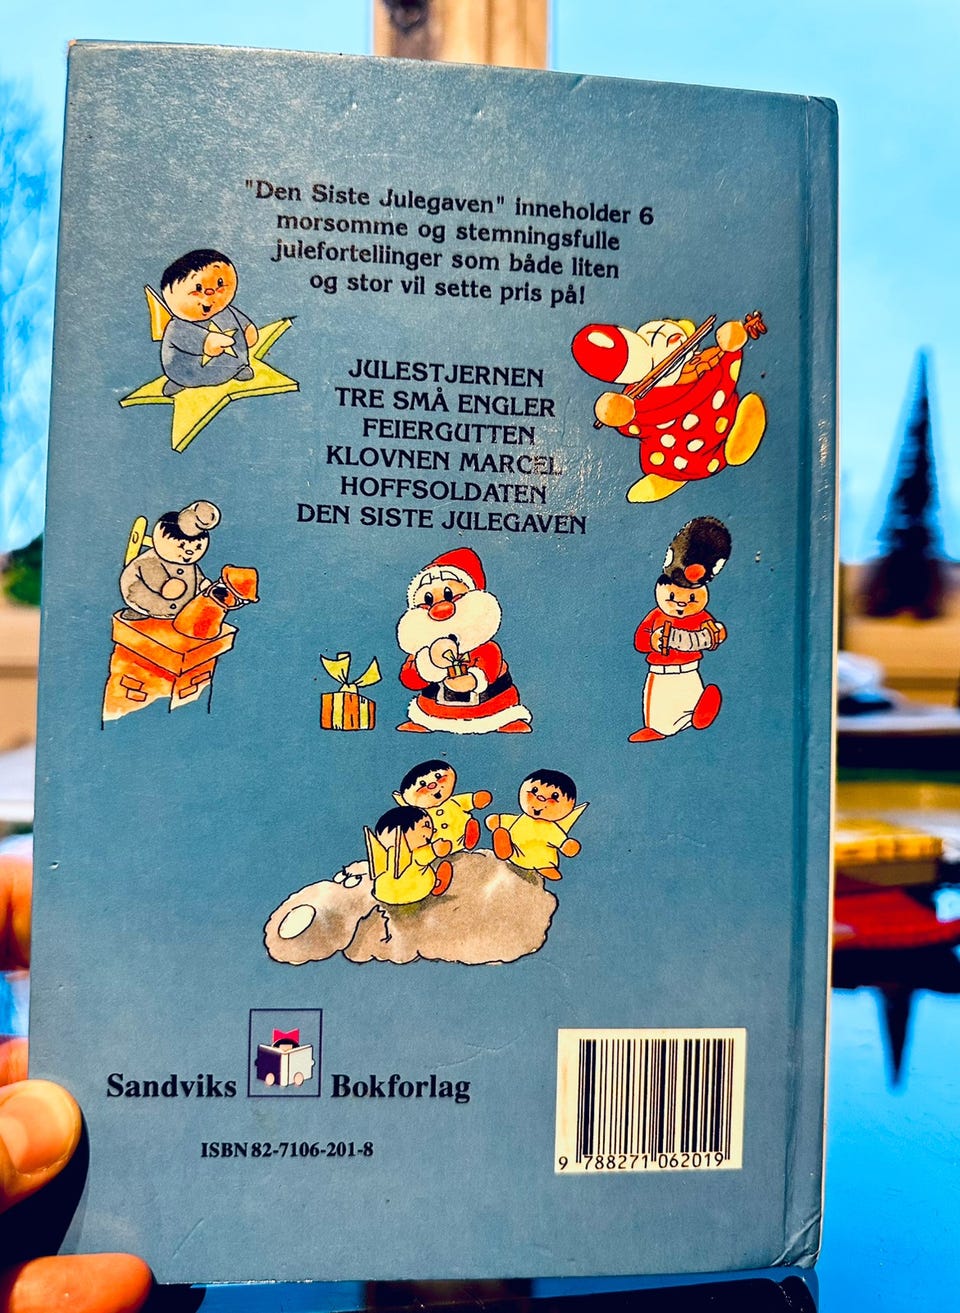 "Den Siste Julegaven" inneholder 6
morsomme og stemningsfulle
julefortellinger som både liten
og stor vil sette pris på!
JULESTJERNEN
TRE SMÅ ENGLER
FEIERGUTTEN
KLOVNEN MARCEL
HOFFSOLDATEN
DEN SISTE JULEGAVEN
Sandviks Bokforlag
ISBN 82-7106-201-8
9 788271 062019